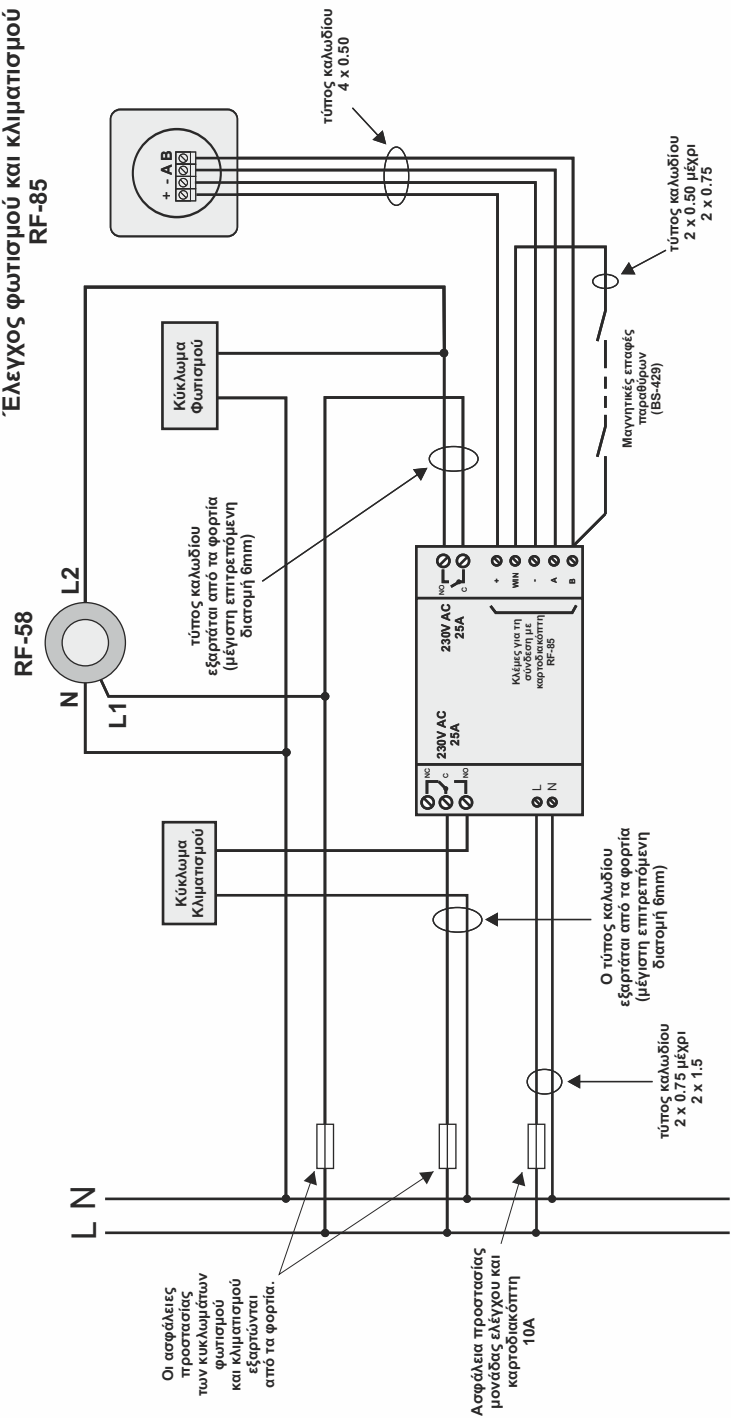 Έλεγχος φωτισμού και κλιματισμού
RF-85
L N
Οι ασφάλειες
προστασίας
των κυκλωμάτων
φωτισμού
και κλιματισμού
εξαρτώνται
από τα φορτία.
Ασφάλεια προστασίας
μονάδας ελέγχου και
καρτοδιακόπτη
10A
Κύκλωμα
Κλιματισμού
RF-58
N
L1
L2
Κύκλωμα
Φωτισμού
+ - A B
τύπος καλωδίου
4 x 0.50
τύπος καλωδίου
εξαρτάται από τα φορτία
(μέγιστη επιτρεπόμενη
διατομή 6mm)
NC
C
NO
L
N
230V AC
25A
230V AC
25A
NO
C
Κλέμες για τη
σύνδεση με
καρτοδιακόπτη
RF-85
+
WIN
-
A
B
Ο τύπος καλωδίου
εξαρτάται από τα φορτία
(μέγιστη επιτρεπόμενη
διατομή 6mm)
τύπος καλωδίου
2 x 0.75 μέχρι
2 x 1.5
Μαγνητικές επαφές
παραθύρων
(BS-429)
τύπος καλωδίου
2 x 0.50 μέχρι
2 x 0.75